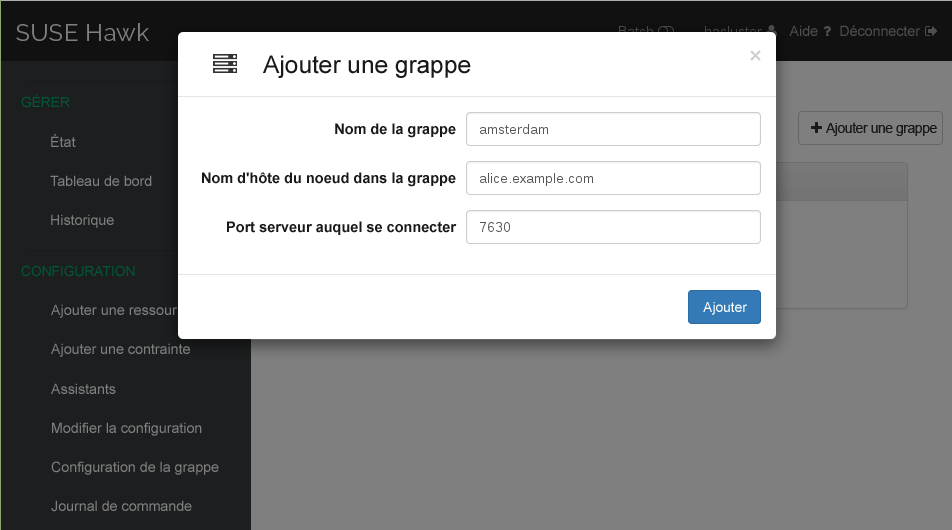 SUSE Hawk
Batch hacluster Aide ? Déconnecter
Ajouter une grappe
×
Nom de la grappe amsterdam
Nom d'hôte du noeud dans la grappe alice.example.com
Port serveur auquel se connecter 7630
Ajouter
+ Ajouter une grappe
GÉRER
État
Tableau de bord
Historique
CONFIGURATION
Ajouter une ressour
Ajouter une contrainte
Assistants
Modifier la configuration
Configuration de la grappe
Journal de commande